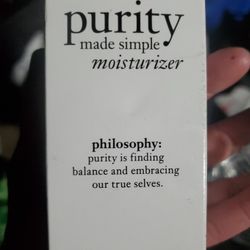 purity
made simple
moisturizer
philosophy:
purity is finding
balance and embracing
our true selves.